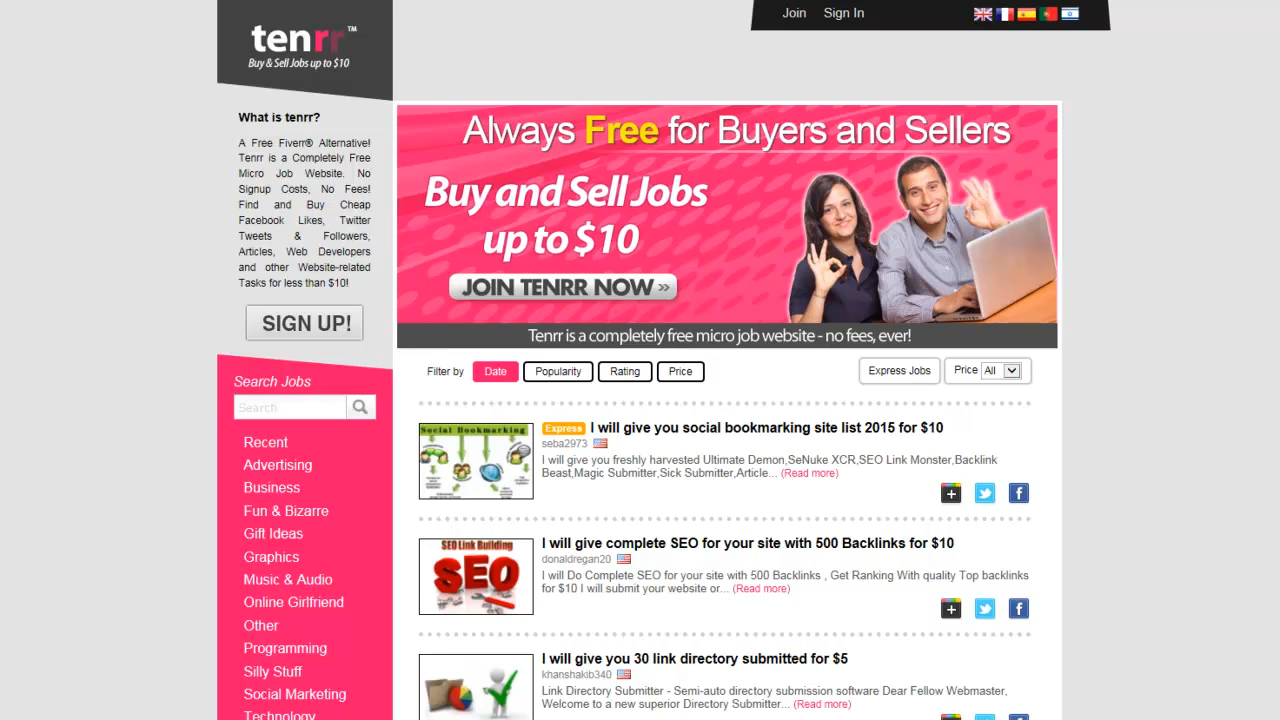 tenrr™
Buy & Sell Jobs up to $10
Join
Sign In
What is tenrr?
A Free Fiverr® Alternative!
Tenrr is a Completely Free
Micro Job Website. No
Signup Costs, No Fees!
Find and Buy Cheap
Facebook Likes, Twitter
Tweets & Followers,
Articles, Web Developers
and other Website-related
Tasks for less than $10!
SIGN UP!
Search Jobs
Search
Recent
Advertising
Business
Fun & Bizarre
Gift Ideas
Graphics
Music & Audio
Online Girlfriend
Other
Programming
Silly Stuff
Social Marketing
Technology
Always Free for Buyers and Sellers
Buy and Sell Jobs
up to $10
JOIN TENRR NOW »
Tenrr is a completely free micro job website - no fees, ever!
Filter by Date Popularity Rating Price Express Jobs Price All
Social Bookmarking
Express I will give you social bookmarking site list 2015 for $10
seba2973
I will give you freshly harvested Ultimate Demon,SeNuke XCR,SEO Link Monster,Backlink
Beast,Magic Submitter,Sick Submitter,Article... (Read more)
SEO Link Building
SEO
I will give complete SEO for your site with 500 Backlinks for $10
donaldregan20
I will Do Complete SEO for your site with 500 Backlinks , Get Ranking With quality Top backlinks
for $10 I will submit your website or... (Read more)
I will give you 30 link directory submitted for $5
khanshakib340
Link Directory Submitter - Semi-auto directory submission software Dear Fellow Webmaster,
Welcome to a new superior Directory Submitter... (Read more)